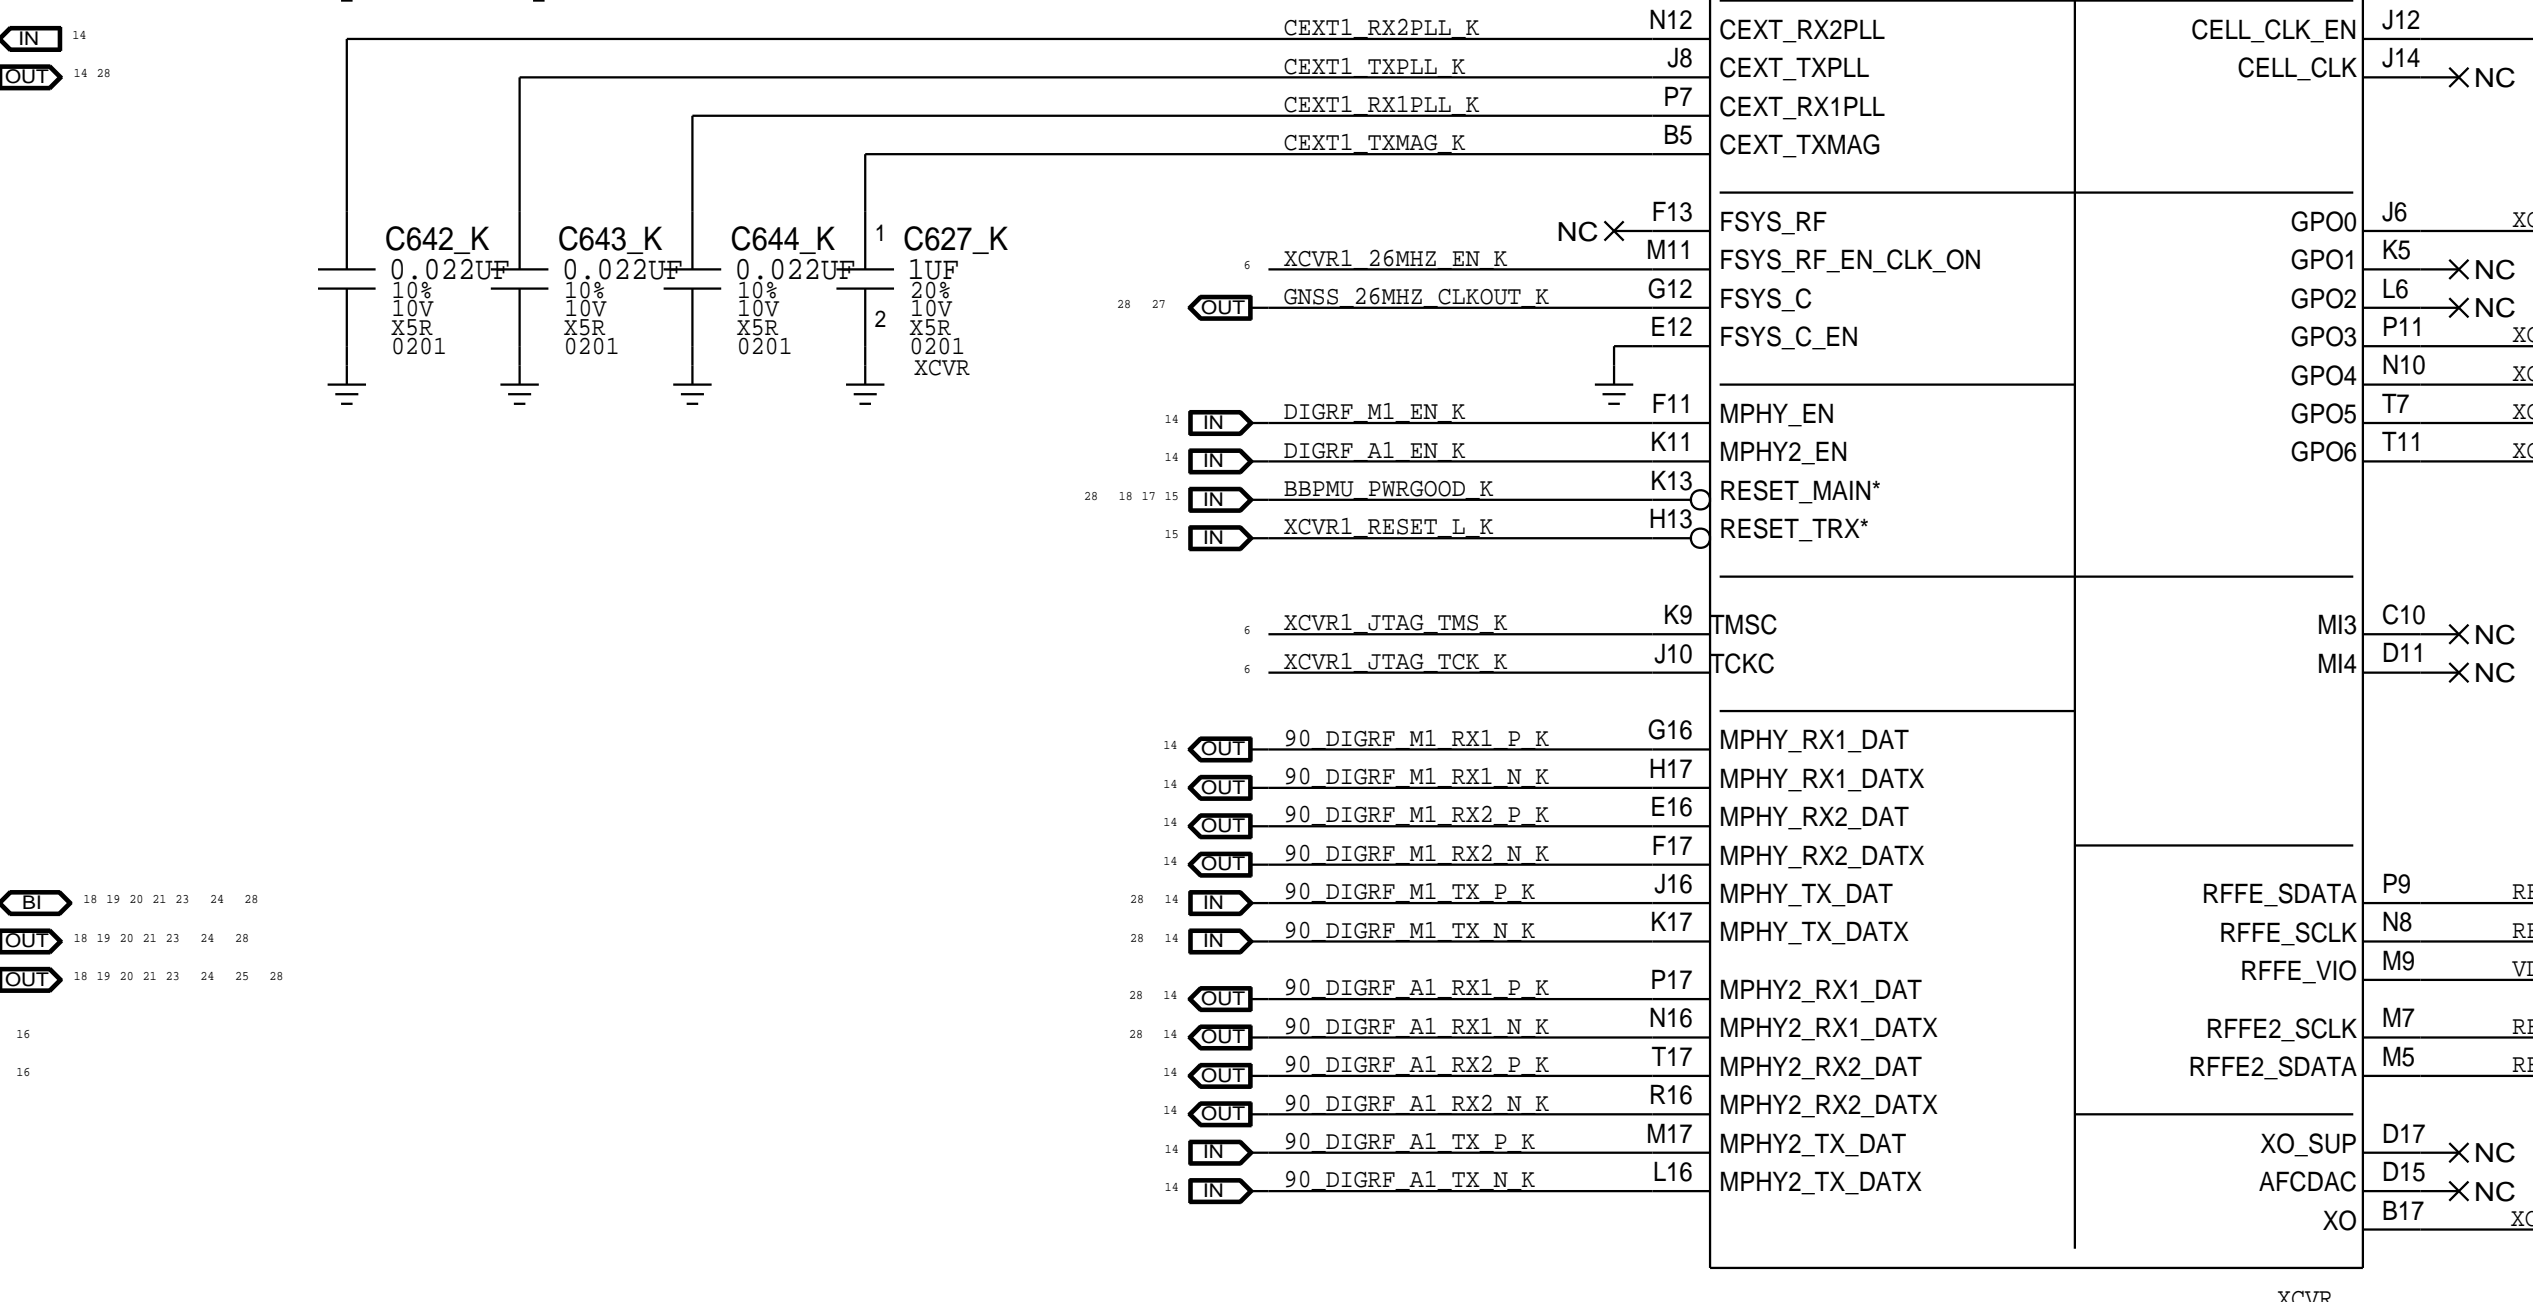 IN 14
OUT 14 28
CEXT1_RX2PLL_K N12 CEXT_RX2PLL CELL_CLK_EN J12
CEXT1_TXPLL_K J8 CEXT_TXPLL CELL_CLK J14 NC
CEXT1_RX1PLL_K P7 CEXT_RX1PLL
CEXT1_TXMAG_K B5 CEXT_TXMAG
C642_K
0.022UF
10%
10V
X5R
0201
C643_K
0.022UF
10%
10V
X5R
0201
C644_K
0.022UF
10%
10V
X5R
0201
1 C627_K
1UF
20%
10V
2 X5R
0201
XCVR
NC F13 FSYS_RF GPO0 J6
6 XCVR1_26MHZ_EN_K M11 FSYS_RF_EN_CLK_ON GPO1 K5 NC
28 27 OUT GNSS_26MHZ_CLKOUT_K G12 FSYS_C GPO2 L6 NC
E12 FSYS_C_EN GPO3 P11
GPO4 N10
14 IN DIGRF_M1_EN_K F11 MPHY_EN GPO5 T7
14 IN DIGRF_A1_EN_K K11 MPHY2_EN GPO6 T11
28 18 17 15 IN BBPMU_PWRGOOD_K K13 RESET_MAIN*
15 IN XCVR1_RESET_L_K H13 RESET_TRX*
6 XCVR1_JTAG_TMS_K K9 TMSC MI3 C10 NC
6 XCVR1_JTAG_TCK_K J10 TCKC MI4 D11 NC
14 OUT 90_DIGRF_M1_RX1_P_K G16 MPHY_RX1_DAT
14 OUT 90_DIGRF_M1_RX1_N_K H17 MPHY_RX1_DATX
14 OUT 90_DIGRF_M1_RX2_P_K E16 MPHY_RX2_DAT
14 OUT 90_DIGRF_M1_RX2_N_K F17 MPHY_RX2_DATX
BI 18 19 20 21 23 24 28
28 14 IN 90_DIGRF_M1_TX_P_K J16 MPHY_TX_DAT RFFE_SDATA P9
OUT 18 19 20 21 23 24 28
28 14 IN 90_DIGRF_M1_TX_N_K K17 MPHY_TX_DATX RFFE_SCLK N8
OUT 18 19 20 21 23 24 25 28
RFFE_VIO M9
28 14 OUT 90_DIGRF_A1_RX1_P_K P17 MPHY2_RX1_DAT
16
28 14 OUT 90_DIGRF_A1_RX1_N_K N16 MPHY2_RX1_DATX RFFE2_SCLK M7
16
14 OUT 90_DIGRF_A1_RX2_P_K T17 MPHY2_RX2_DAT RFFE2_SDATA M5
14 OUT 90_DIGRF_A1_RX2_N_K R16 MPHY2_RX2_DATX
14 IN 90_DIGRF_A1_TX_P_K M17 MPHY2_TX_DAT XO_SUP D17 NC
14 IN 90_DIGRF_A1_TX_N_K L16 MPHY2_TX_DATX AFCDAC D15 NC
XO B17
XCVR